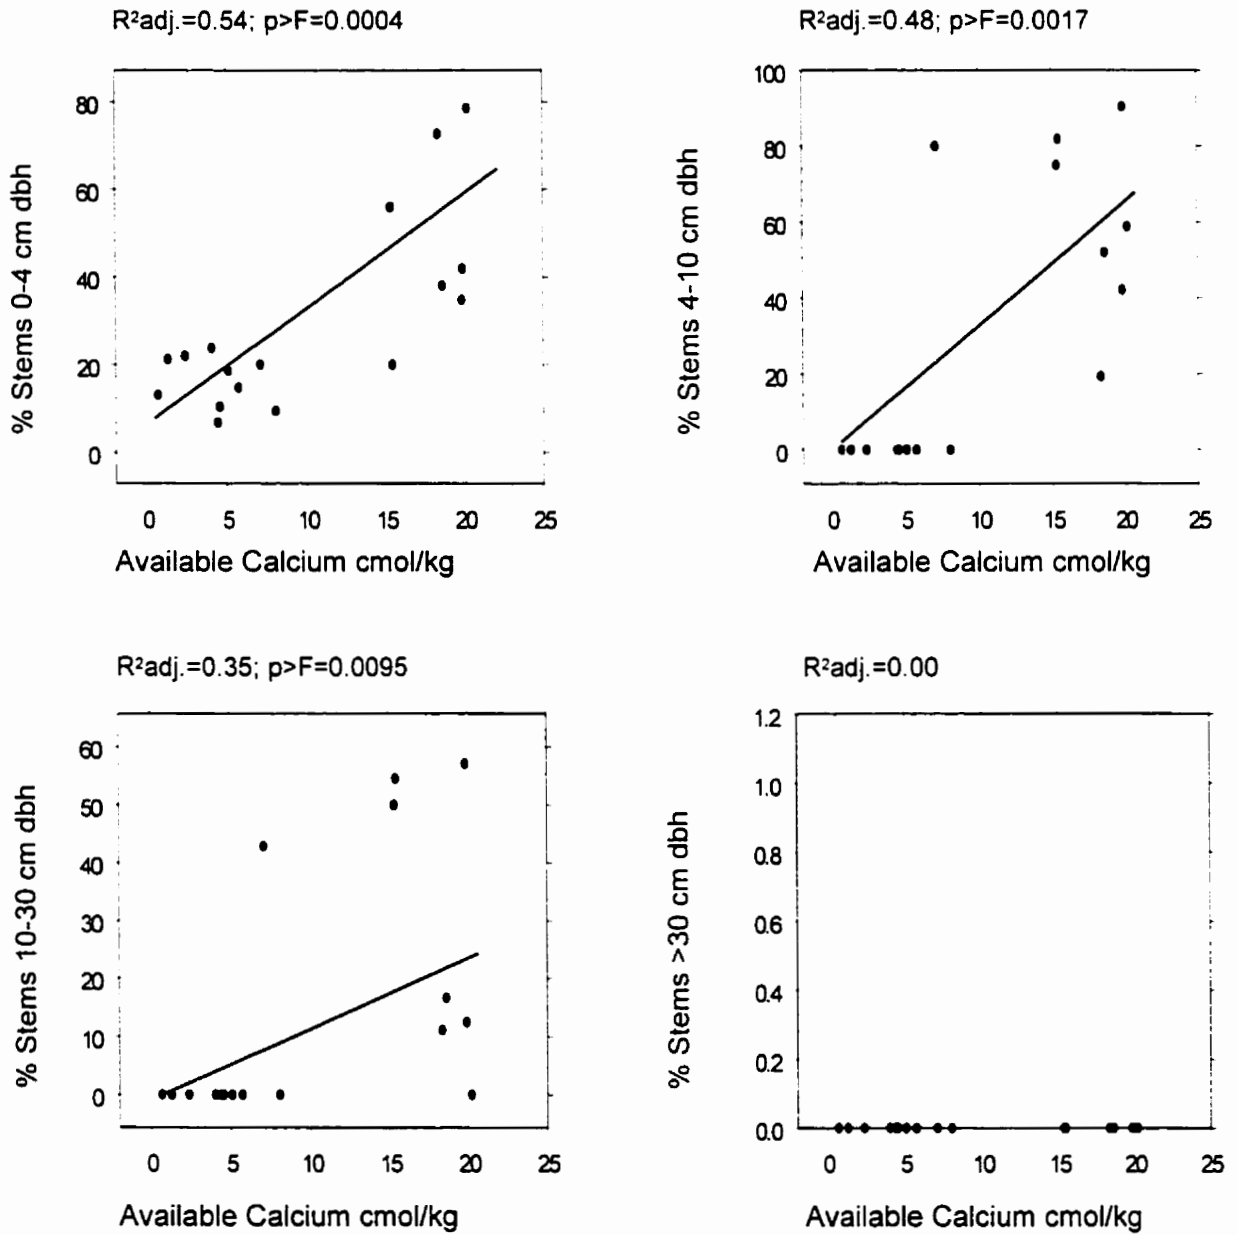 R²adj.=0.54; p>F=0.0004
% Stems 0-4 cm dbh
80
60
40
20
0
0 5 10 15 20 25
Available Calcium cmol/kg
R²adj.=0.48; p>F=0.0017
% Stems 4-10 cm dbh
100
80
60
40
20
0
0 5 10 15 20 25
Available Calcium cmol/kg
R²adj.=0.35; p>F=0.0095
% Stems 10-30 cm dbh
60
50
40
30
20
10
0
0 5 10 15 20 25
Available Calcium cmol/kg
R²adj.=0.00
% Stems >30 cm dbh
1.2
1.0
0.8
0.6
0.4
0.2
0.0
0 5 10 15 20 25
Available Calcium cmol/kg